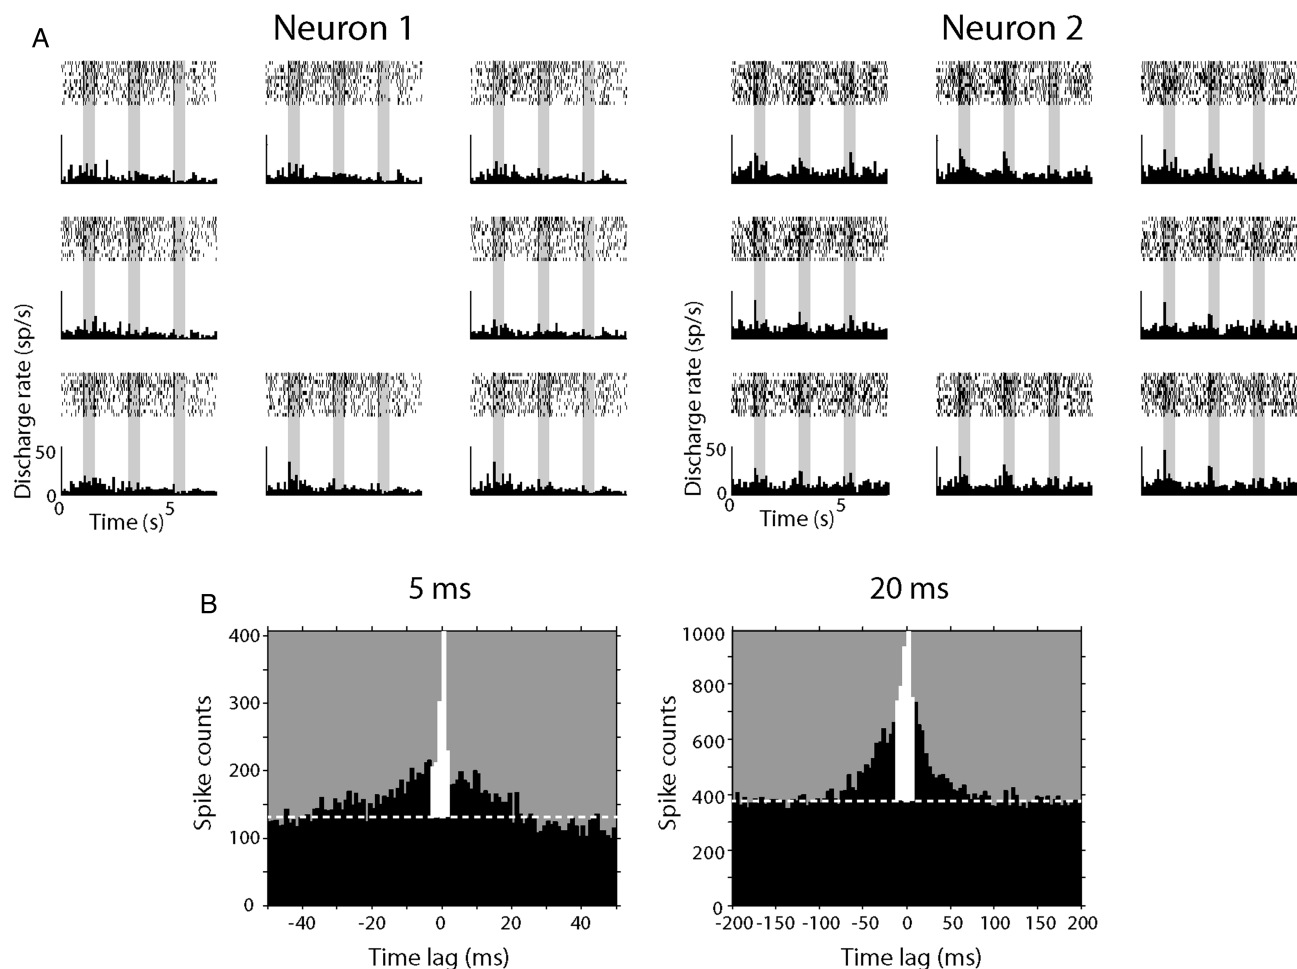 A
Neuron 1
Neuron 2
Discharge rate (sp/s)
50
0
0
5
Time (s)
Discharge rate (sp/s)
50
0
0
5
Time (s)
B
5 ms
20 ms
Spike counts
400
300
200
100
0
-40
-20
0
20
40
Time lag (ms)
Spike counts
1000
800
600
400
200
0
-200
-150
-100
-50
0
50
100
150
200
Time lag (ms)